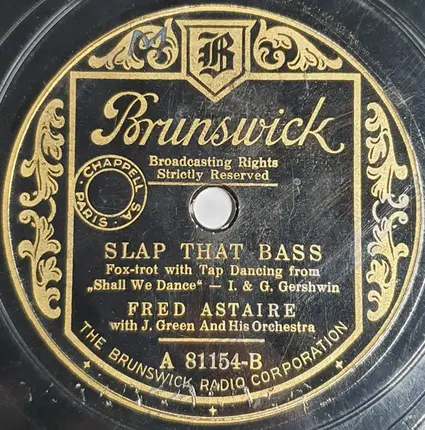 M
B
Brunswick
Broadcasting Rights
Strictly Reserved
CHAPPELL SA
PARIS
SLAP THAT BASS
Fox-trot with Tap Dancing from
„Shall We Dance“ — I. & G. Gershwin
FRED ASTAIRE
with J. Green And His Orchestra
A 81154-B
THE BRUNSWICK RADIO CORPORATION